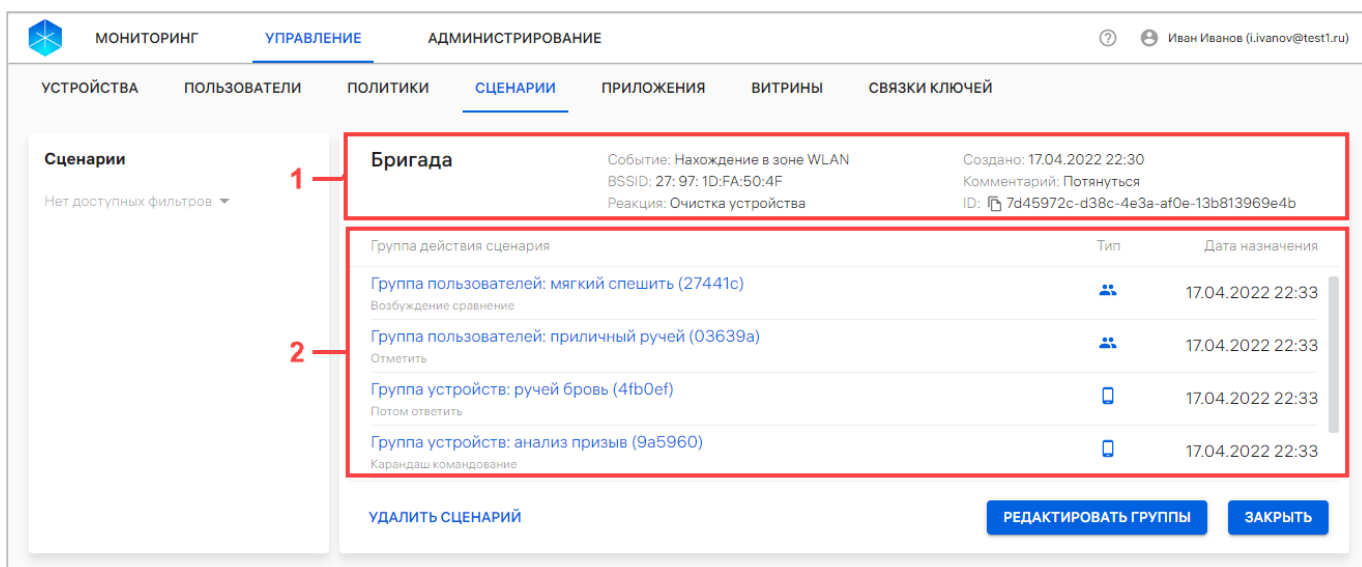 МОНИТОРИНГ УПРАВЛЕНИЕ АДМИНИСТРИРОВАНИЕ Иван Иванов (i.ivanov@test1.ru)
УСТРОЙСТВА ПОЛЬЗОВАТЕЛИ ПОЛИТИКИ СЦЕНАРИИ ПРИЛОЖЕНИЯ ВИТРИНЫ СВЯЗКИ КЛЮЧЕЙ
Сценарии
Нет доступных фильтров
1
Бригада
Событие: Нахождение в зоне WLAN
BSSID: 27: 97: 1D:FA:50:4F
Реакция: Очистка устройства
Создано: 17.04.2022 22:30
Комментарий: Потянуться
ID: 7d45972c-d38c-4e3a-af0e-13b813969e4b
2
Группа действия сценария Тип Дата назначения
Группа пользователей: мягкий спешить (27441c) 17.04.2022 22:33
Возбуждение сравнение
Группа пользователей: приличный ручей (03639a) 17.04.2022 22:33
Отметить
Группа устройств: ручей бровь (4fb0ef) 17.04.2022 22:33
Потом ответить
Группа устройств: анализ призыв (9a5960) 17.04.2022 22:33
Карандаш командование
УДАЛИТЬ СЦЕНАРИЙ РЕДАКТИРОВАТЬ ГРУППЫ ЗАКРЫТЬ